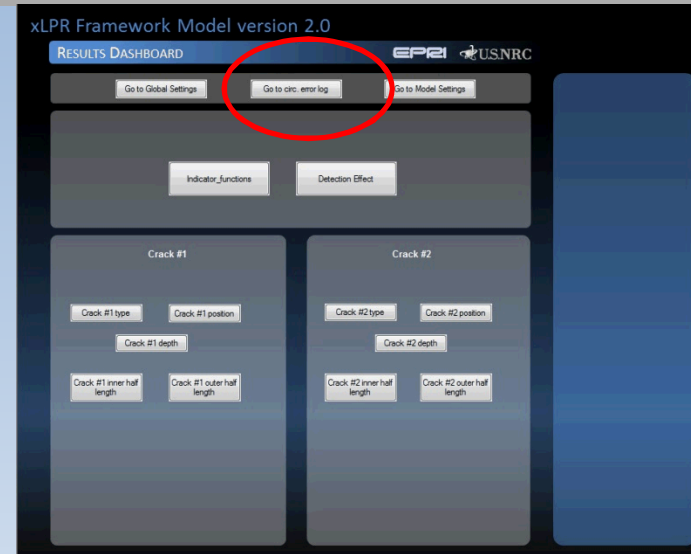 xLPR Framework Model version 2.0
RESULTS DASHBOARD
EPRI U.S.NRC
Go to Global Settings
Go to circ. error log
Go to Model Settings
Indicator_functions
Detection Effect
Crack #1
Crack #2
Crack #1 type
Crack #1 position
Crack #2 type
Crack #2 position
Crack #1 depth
Crack #2 depth
Crack #1 inner half
length
Crack #1 outer half
length
Crack #2 inner half
length
Crack #2 outer half
length